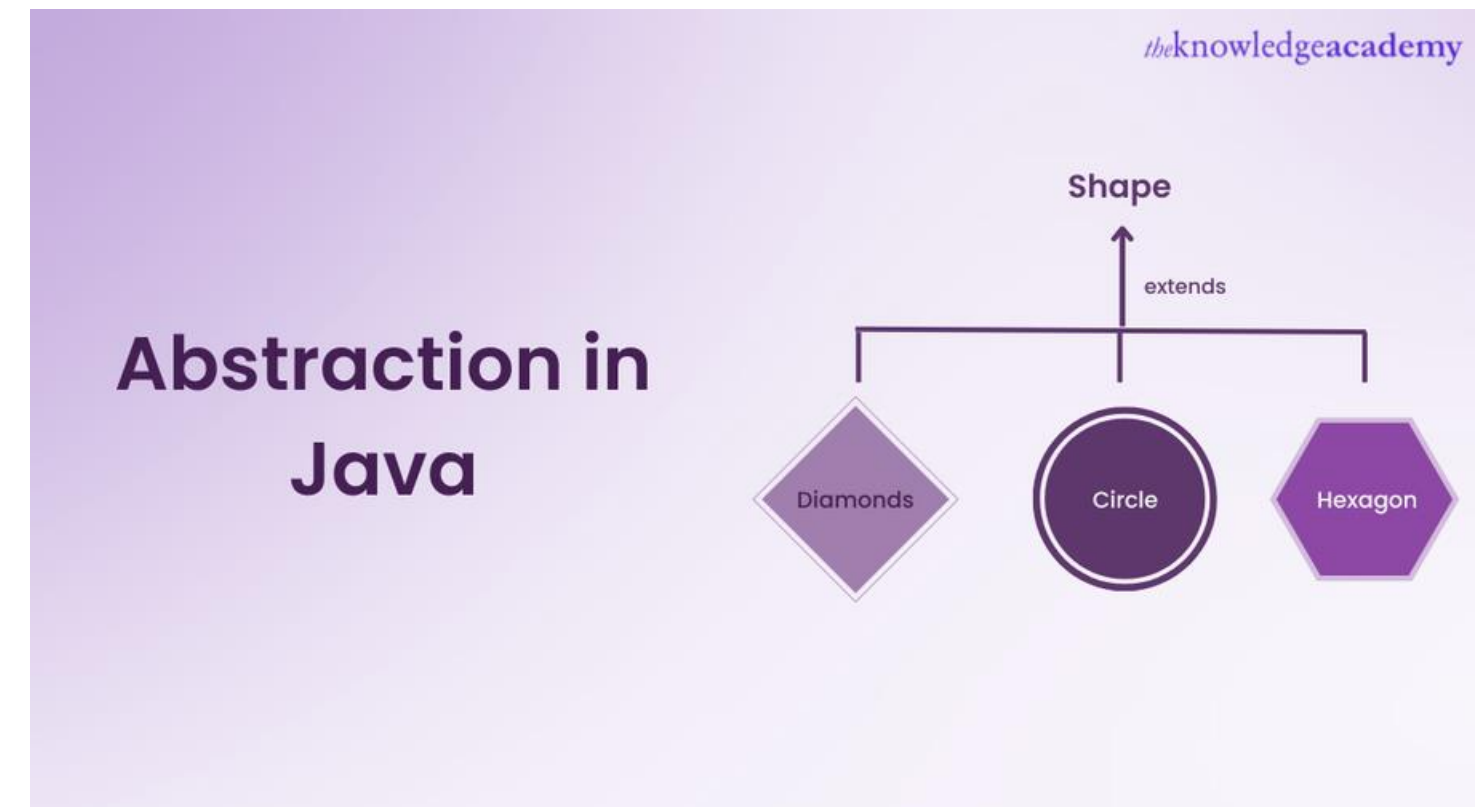 theknowledgeacademy
Shape
extends
Abstraction in
Java
Diamonds
Circle
Hexagon